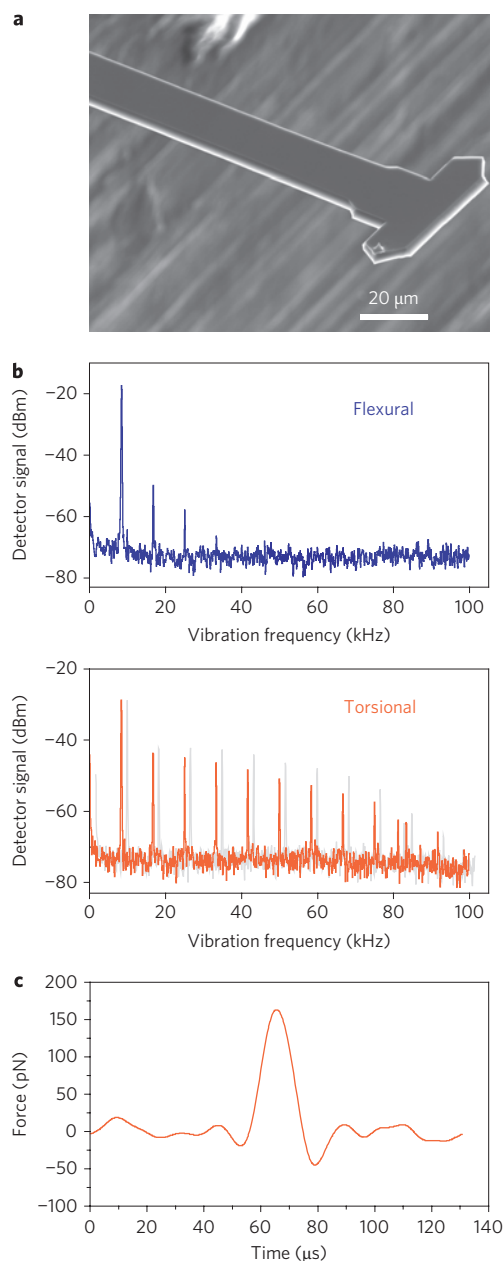 a
20 μm
b
Detector signal (dBm)
−20
−40
−60
−80
Flexural
0 20 40 60 80 100
Vibration frequency (kHz)
Detector signal (dBm)
−20
−40
−60
−80
Torsional
0 20 40 60 80 100
Vibration frequency (kHz)
c
Force (pN)
200
150
100
50
0
−50
−100
0 20 40 60 80 100 120 140
Time (μs)